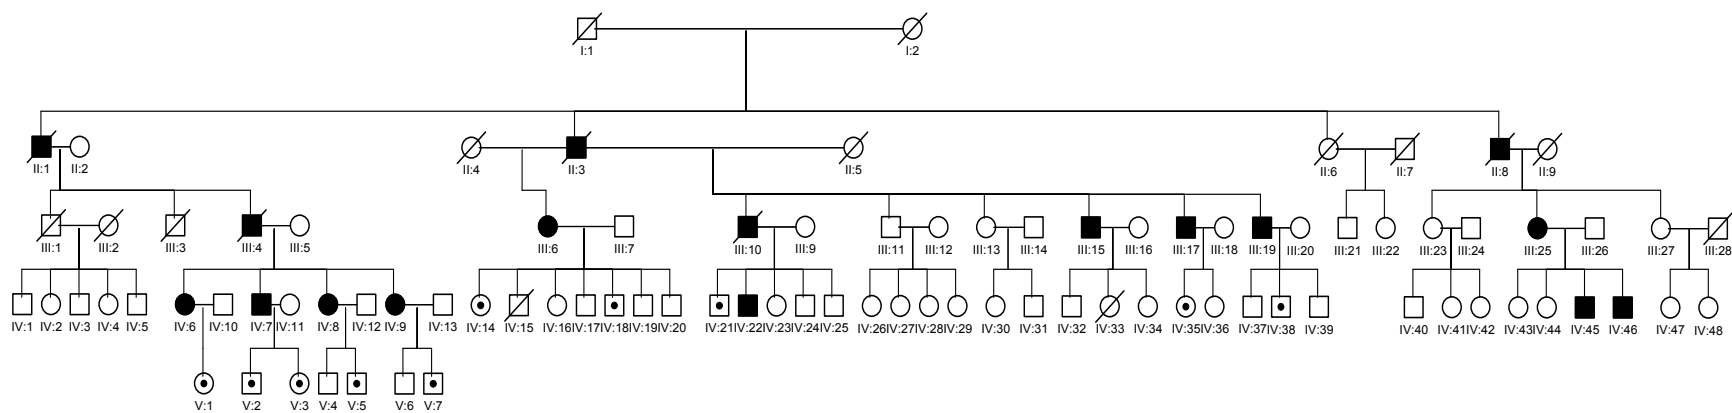 I:1 I:2
II:1 II:2 II:4 II:3 II:5 II:6 II:7 II:8 II:9
III:1 III:2 III:3 III:4 III:5 III:6 III:7 III:10 III:9 III:11 III:12 III:13 III:14 III:15 III:16 III:17 III:18 III:19 III:20 III:21 III:22 III:23 III:24 III:25 III:26 III:27 III:28
IV:1 IV:2 IV:3 IV:4 IV:5 IV:6 IV:10 IV:7 IV:11 IV:8 IV:12 IV:9 IV:13 IV:14 IV:15 IV:16 IV:17 IV:18 IV:19 IV:20 IV:21 IV:22 IV:23 IV:24 IV:25 IV:26 IV:27 IV:28 IV:29 IV:30 IV:31 IV:32 IV:33 IV:34 IV:35 IV:36 IV:37 IV:38 IV:39 IV:40 IV:41 IV:42 IV:43 IV:44 IV:45 IV:46 IV:47 IV:48
V:1 V:2 V:3 V:4 V:5 V:6 V:7